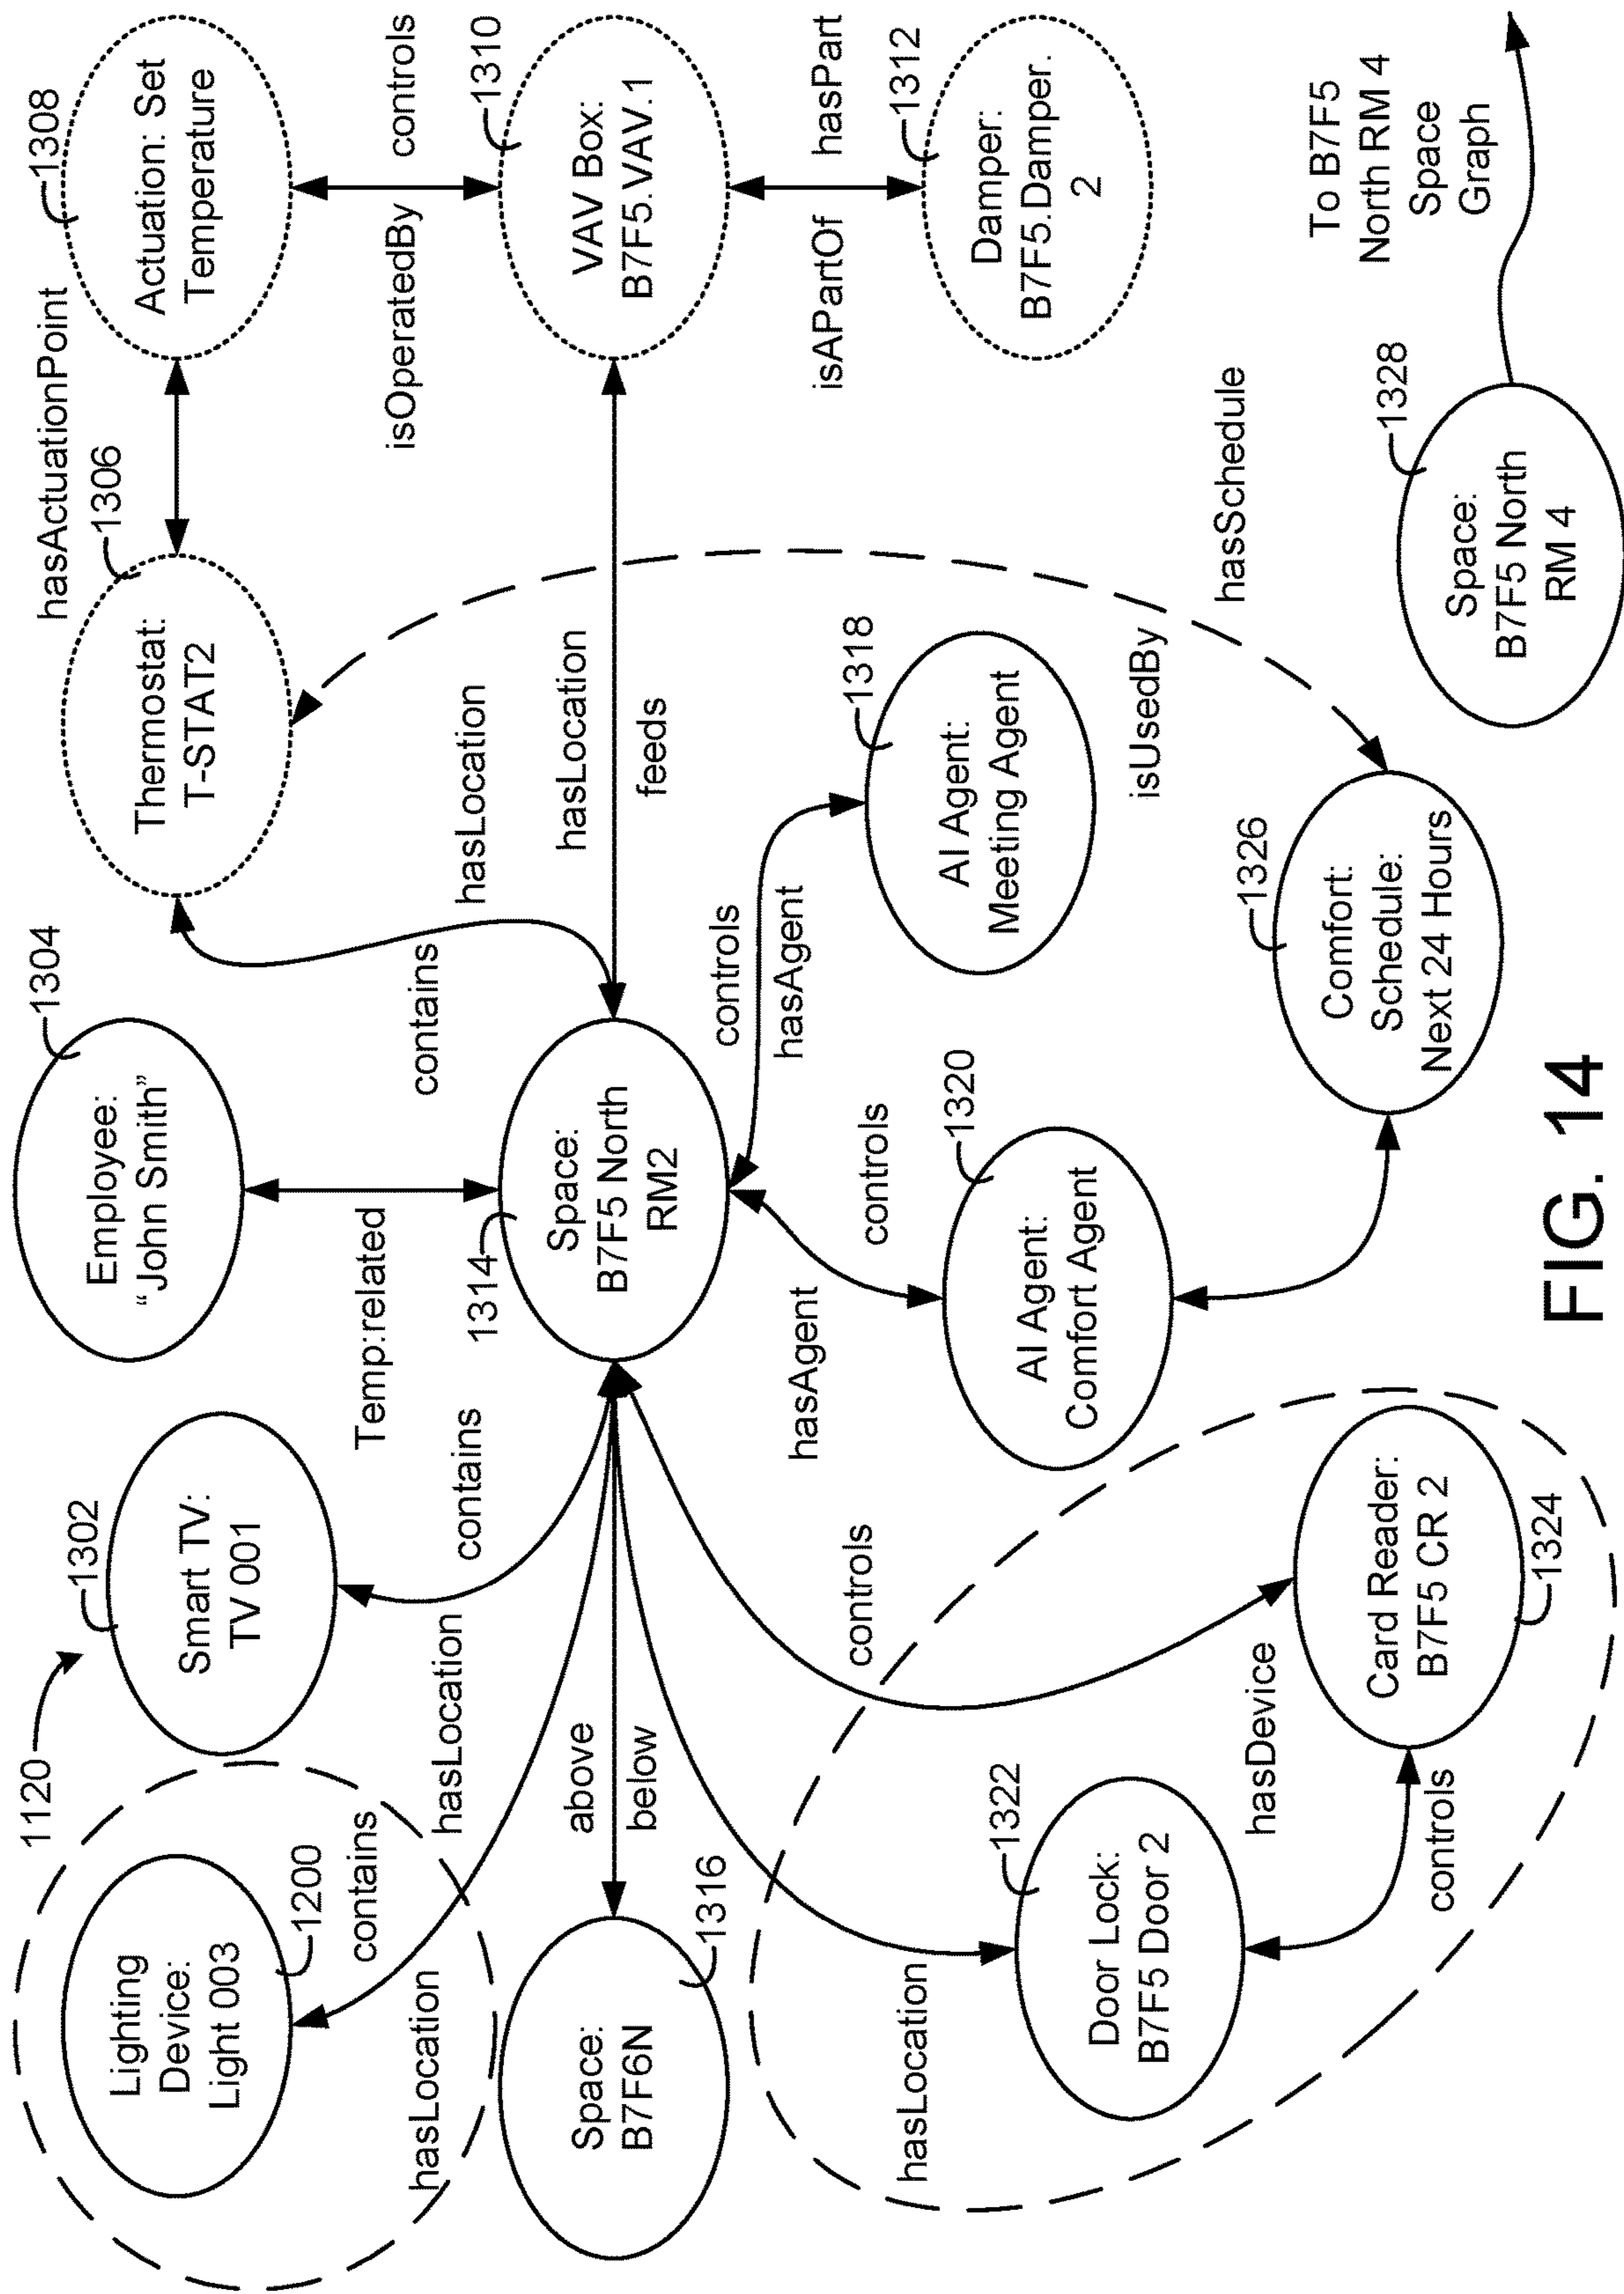 1120
Lighting
Device:
Light 003
1200
contains
hasLocation
1302
Smart TV:
TV 001
contains
hasLocation
1304
Employee:
“John Smith”
Temp:related
1306
Thermostat:
T-STAT2
hasActuationPoint
contains
hasLocation
1308
Actuation: Set
Temperature
isOperatedBy
controls
1316
Space:
B7F6N
above
below
1314
Space:
B7F5 North
RM2
hasLocation
feeds
1310
VAV Box:
B7F5.VAV.1
isAPartOf
hasPart
1312
Damper:
B7F5.Damper.
2
hasLocation
1322
Door Lock:
B7F5 Door 2
hasDevice
controls
controls
Card Reader:
B7F5 CR 2
1324
hasAgent
controls
1320
AI Agent:
Comfort Agent
controls
hasAgent
1318
AI Agent:
Meeting Agent
isUsedBy
hasSchedule
1326
Comfort:
Schedule:
Next 24 Hours
1328
Space:
B7F5 North
RM 4
To B7F5
North RM 4
Space
Graph
FIG. 14